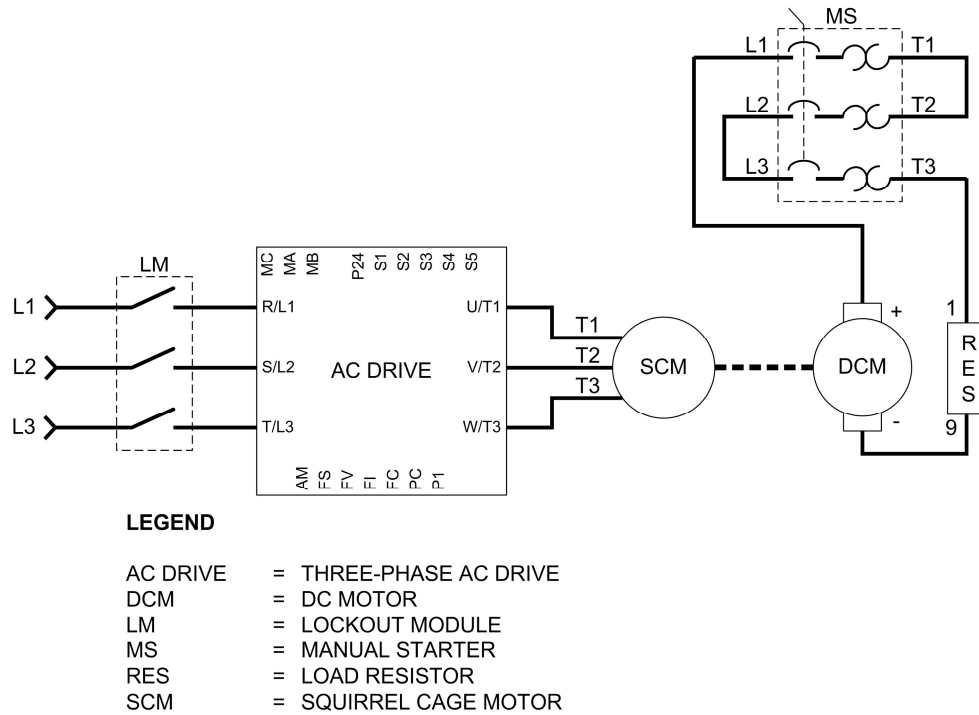 MS
L1 T1
L2 T2
L3 T3
LM
MC MA MB P24 S1 S2 S3 S4 S5
L1 R/L1 U/T1 T1
L2 S/L2 AC DRIVE V/T2 T2 SCM DCM
L3 T/L3 W/T3 T3
+
-
1
RES
9
AM FS FV FI FC PC P1
LEGEND
AC DRIVE = THREE-PHASE AC DRIVE
DCM = DC MOTOR
LM = LOCKOUT MODULE
MS = MANUAL STARTER
RES = LOAD RESISTOR
SCM = SQUIRREL CAGE MOTOR